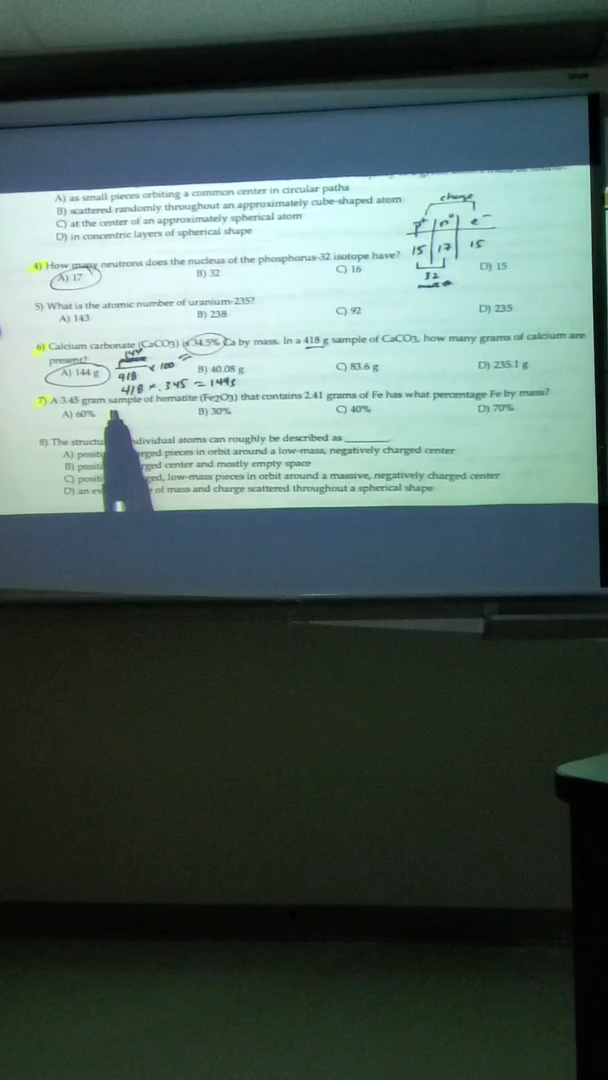 A) as small pieces orbiting a common center in circular paths
B) scattered randomly throughout an approximately cube-shaped atom
C) at the center of an approximately spherical atom
D) in concentric layers of spherical shape
charge
p+ n° e-
15 17 15
32
4) How many neutrons does the nucleus of the phosphorus-32 isotope have?
A) 17 B) 32 C) 16 D) 15
5) What is the atomic number of uranium-235?
A) 143 B) 238 C) 92 D) 235
6) Calcium carbonate (CaCO3) is 34.5% Ca by mass. In a 418 g sample of CaCO3, how many grams of calcium are
present?
A) 144 g B) 40.08 g C) 83.6 g D) 235.1 g
418 × 100 =
418 × .345 = 144g
7) A 3.45 gram sample of hematite (Fe2O3) that contains 2.41 grams of Fe has what percentage Fe by mass?
A) 60% B) 30% C) 40% D) 70%
8) The structu dividual atoms can roughly be described as ________.
A) positi rged pieces in orbit around a low-mass, negatively charged center
B) positi rged center and mostly empty space
C) positi ged, low-mass pieces in orbit around a massive, negatively charged center
D) an ev of mass and charge scattered throughout a spherical shape